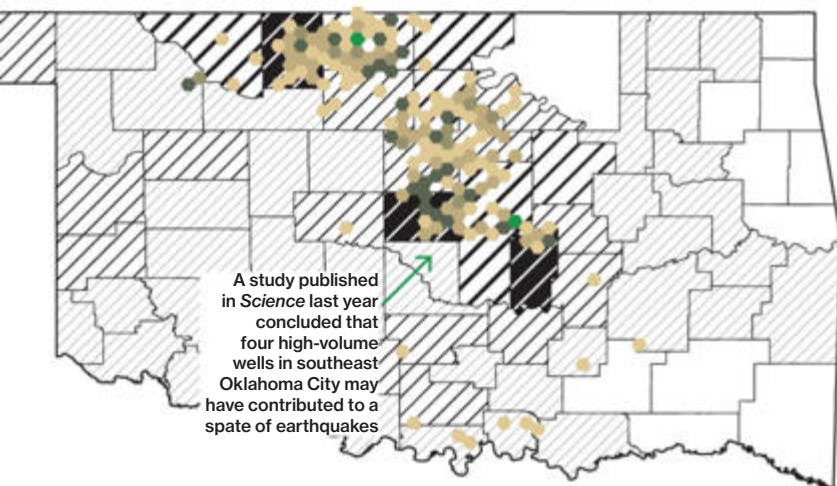 A study published
in Science last year
concluded that
four high-volume
wells in southeast
Oklahoma City may
have contributed to a
spate of earthquakes